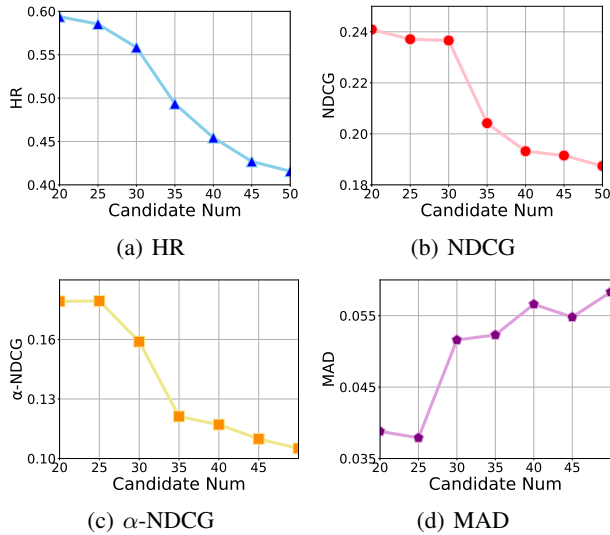 0.60
0.50
0.45
0.40
HR
20 25 30 35 40 45 50
Candidate Num
(a) HR
0.24
0.22
0.20
0.18
NDCG
20 25 30 35 40 45 50
Candidate Num
(b) NDCG
0.16
0.13
0.10
α-NDCG
20 25 30 35 40 45
Candidate Num
(c) α-NDCG
0.055
0.045
0.035
MAD
20 25 30 35 40 45
Candidate Num
(d) MAD